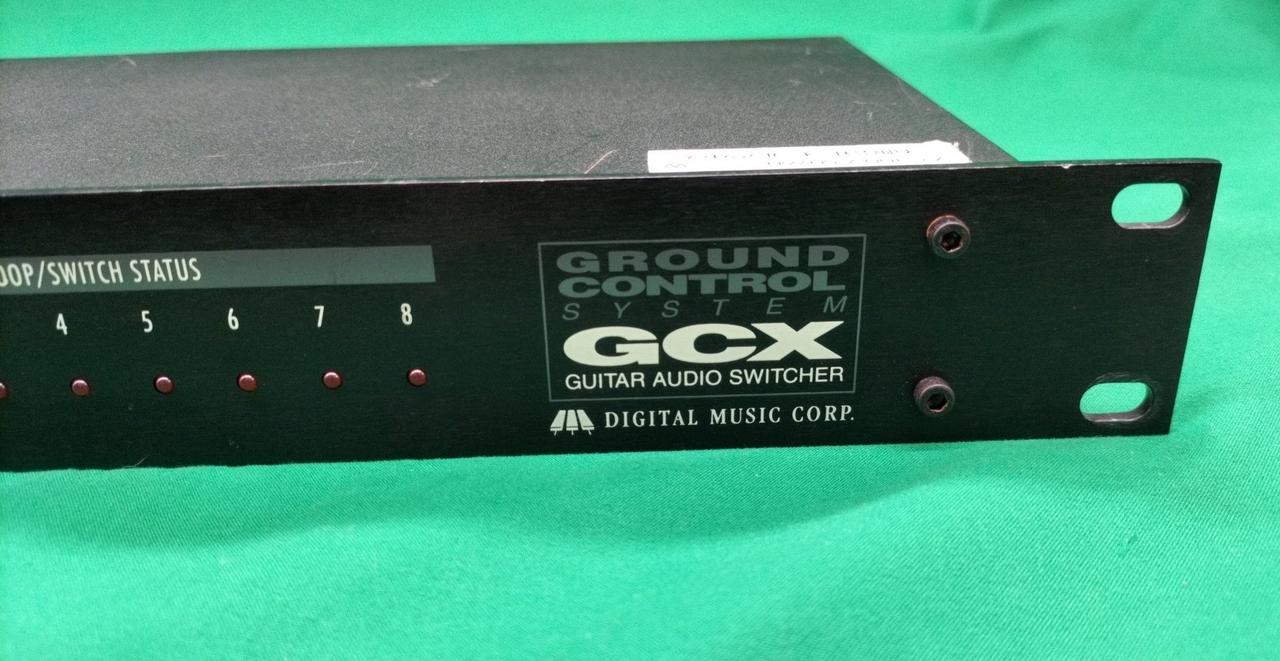 OOP/SWITCH STATUS
4 5 6 7 8
GROUND
CONTROL
SYSTEM
GCX
GUITAR AUDIO SWITCHER
DIGITAL MUSIC CORP.